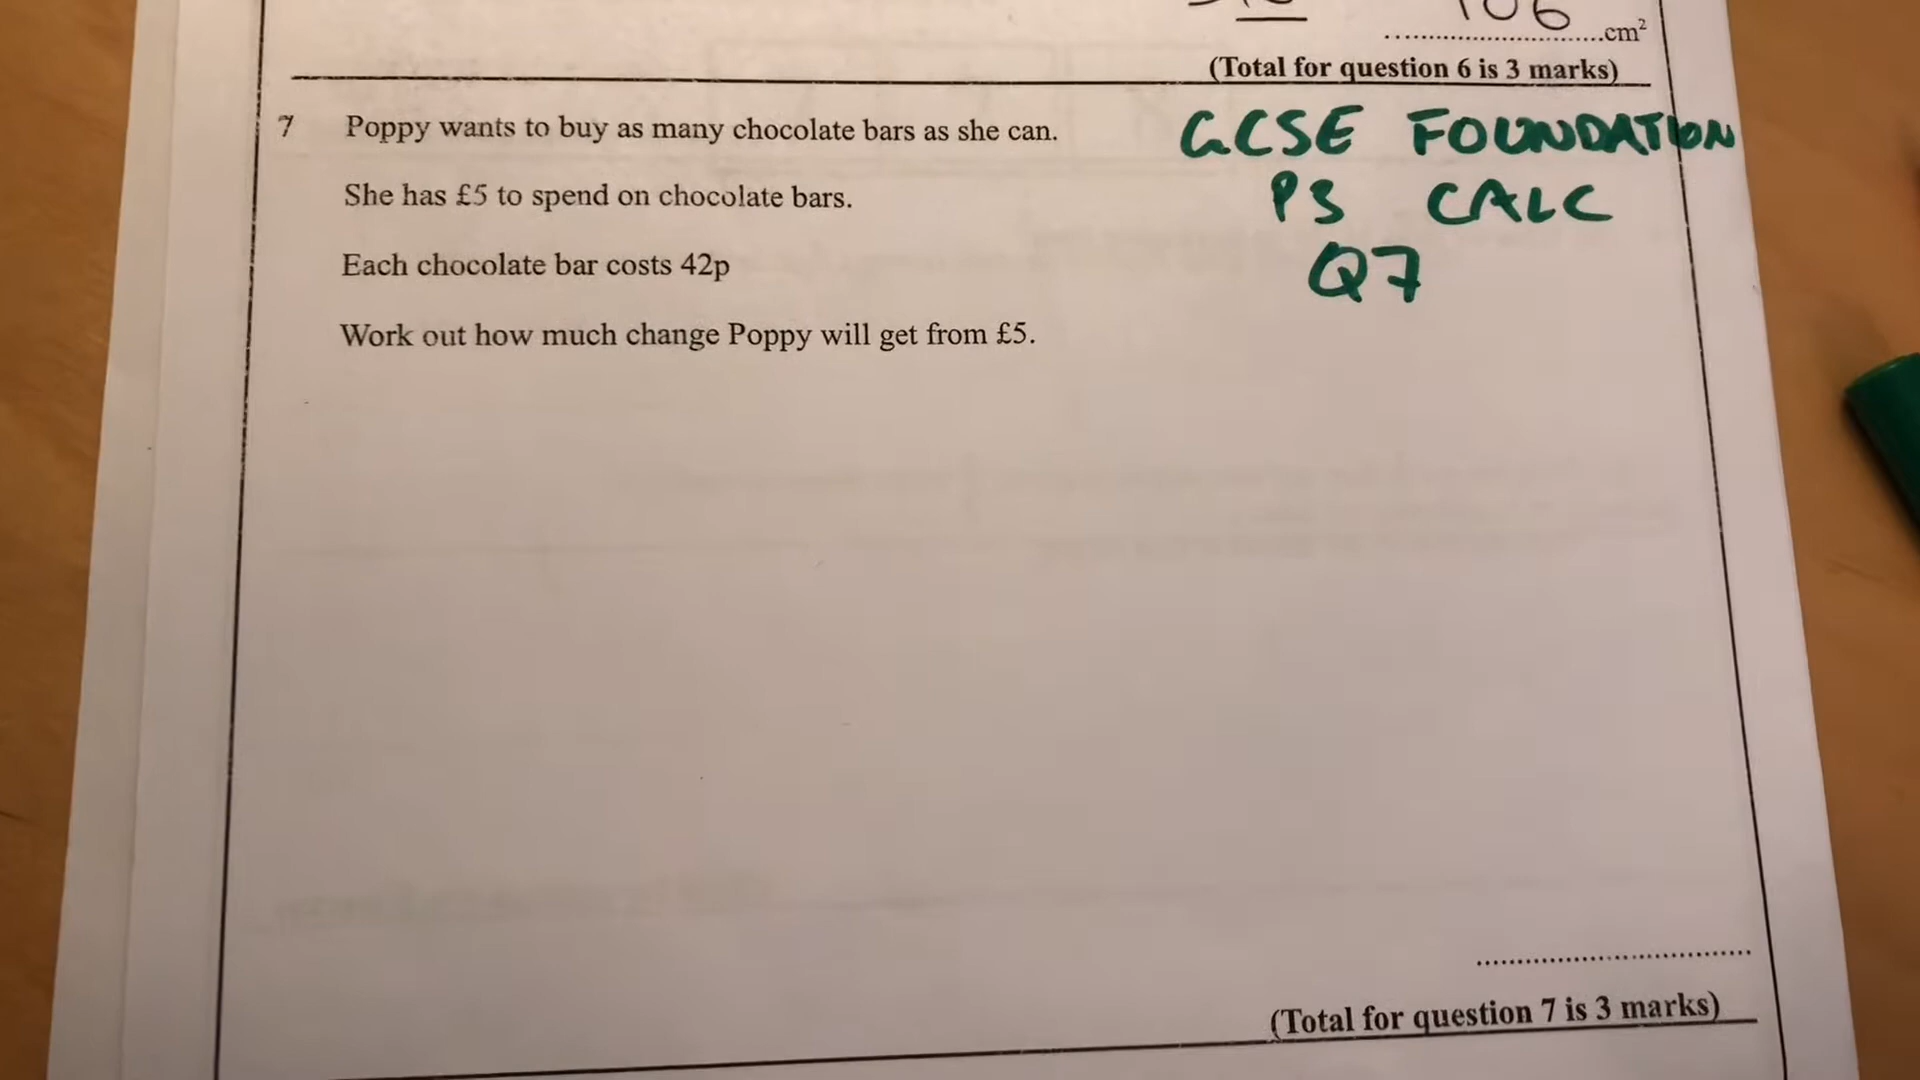 106
cm²
(Total for question 6 is 3 marks)
7 Poppy wants to buy as many chocolate bars as she can.
GCSE FOUNDATION
She has £5 to spend on chocolate bars.
P3 CALC
Each chocolate bar costs 42p
Q7
Work out how much change Poppy will get from £5.
(Total for question 7 is 3 marks)